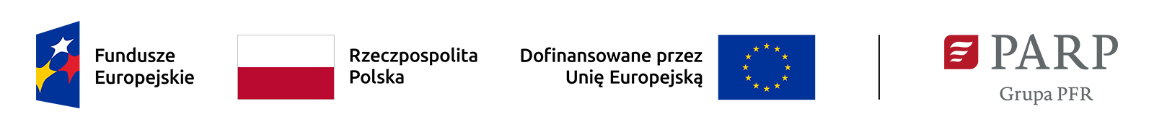 Fundusze
Europejskie
Rzeczpospolita
Polska
Dofinansowane przez
Unię Europejską
PARP
Grupa PFR